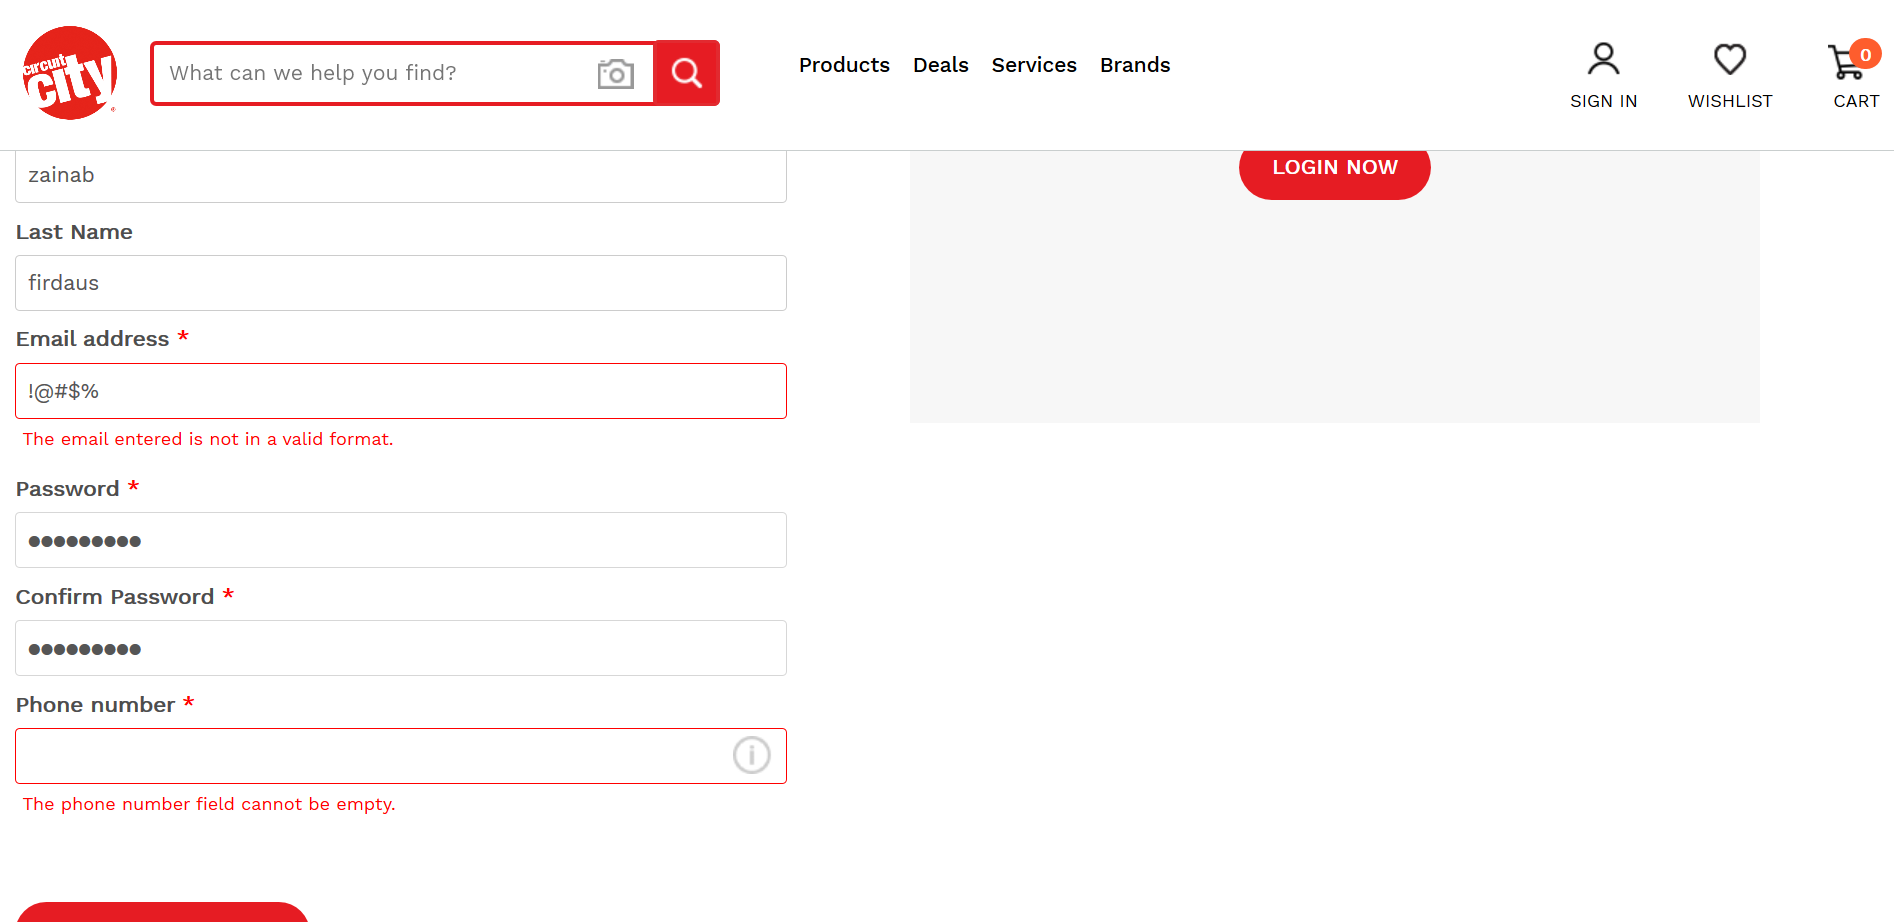 circuit
city
What can we help you find?
Products Deals Services Brands
SIGN IN
WISHLIST
0
CART
zainab
LOGIN NOW
Last Name
firdaus
Email address *
!@#$%
The email entered is not in a valid format.
Password *
●●●●●●●●●
Confirm Password *
●●●●●●●●●
Phone number *
The phone number field cannot be empty.